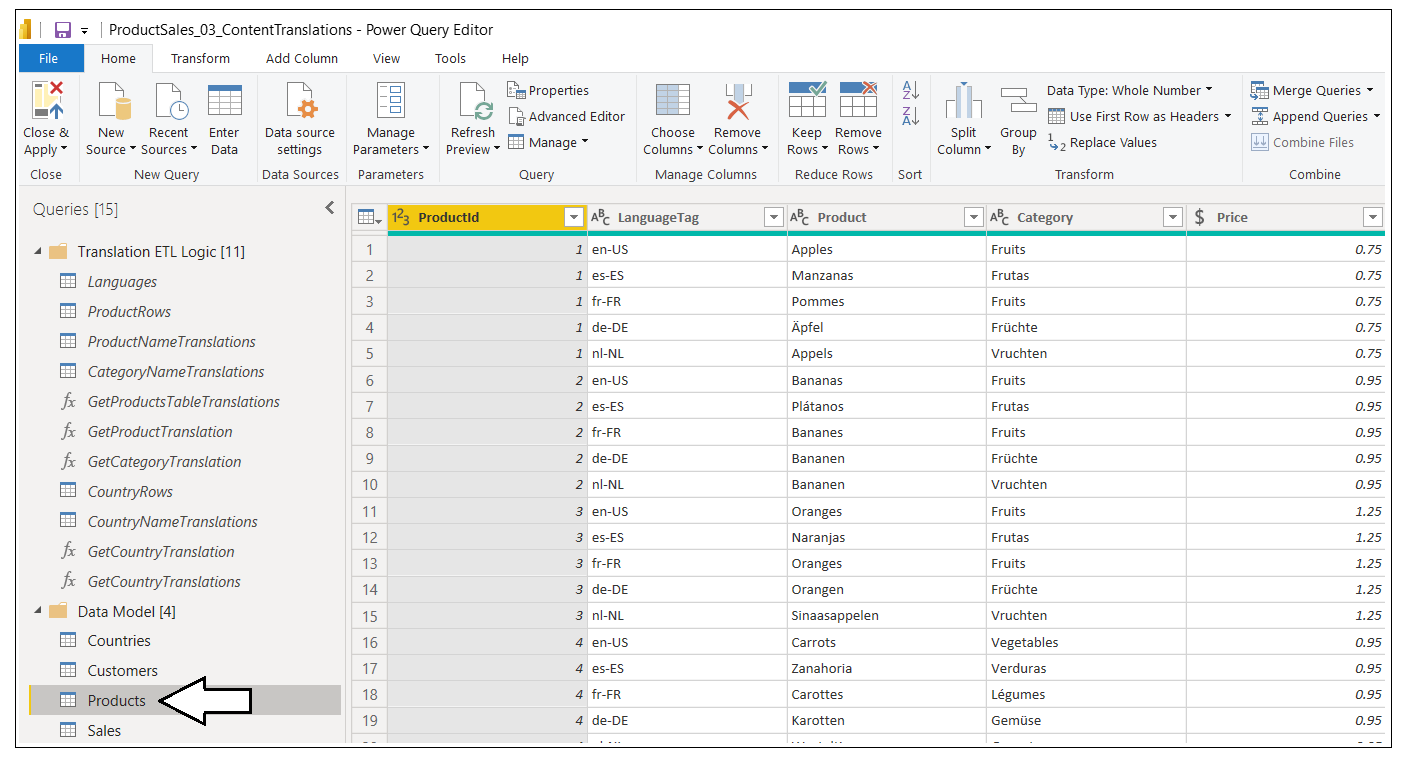 ProductSales_03_ContentTranslations - Power Query Editor
File Home Transform Add Column View Tools Help
Close & Apply
New Source
Recent Sources
Enter Data
Data source settings
Manage Parameters
Refresh Preview
Properties
Advanced Editor
Manage
Choose Columns
Remove Columns
Keep Rows
Remove Rows
Split Column
Group By
Data Type: Whole Number
Use First Row as Headers
Replace Values
Merge Queries
Append Queries
Combine Files
Close New Query Data Sources Parameters Query Manage Columns Reduce Rows Sort Transform Combine
Queries [15]
Translation ETL Logic [11]
Languages
ProductRows
ProductNameTranslations
CategoryNameTranslations
fx GetProductsTableTranslations
fx GetProductTranslation
fx GetCategoryTranslation
CountryRows
CountryNameTranslations
fx GetCountryTranslation
fx GetCountryTranslations
Data Model [4]
Countries
Customers
Products
Sales
123 ProductId ABC LanguageTag ABC Product ABC Category $ Price
1 1 en-US Apples Fruits 0.75
2 1 es-ES Manzanas Frutas 0.75
3 1 fr-FR Pommes Fruits 0.75
4 1 de-DE Äpfel Früchte 0.75
5 1 nl-NL Appels Vruchten 0.75
6 2 en-US Bananas Fruits 0.95
7 2 es-ES Plátanos Frutas 0.95
8 2 fr-FR Bananes Fruits 0.95
9 2 de-DE Bananen Früchte 0.95
10 2 nl-NL Bananen Vruchten 0.95
11 3 en-US Oranges Fruits 1.25
12 3 es-ES Naranjas Frutas 1.25
13 3 fr-FR Oranges Fruits 1.25
14 3 de-DE Orangen Früchte 1.25
15 3 nl-NL Sinaasappelen Vruchten 1.25
16 4 en-US Carrots Vegetables 0.95
17 4 es-ES Zanahoria Verduras 0.95
18 4 fr-FR Carottes Légumes 0.95
19 4 de-DE Karotten Gemüse 0.95